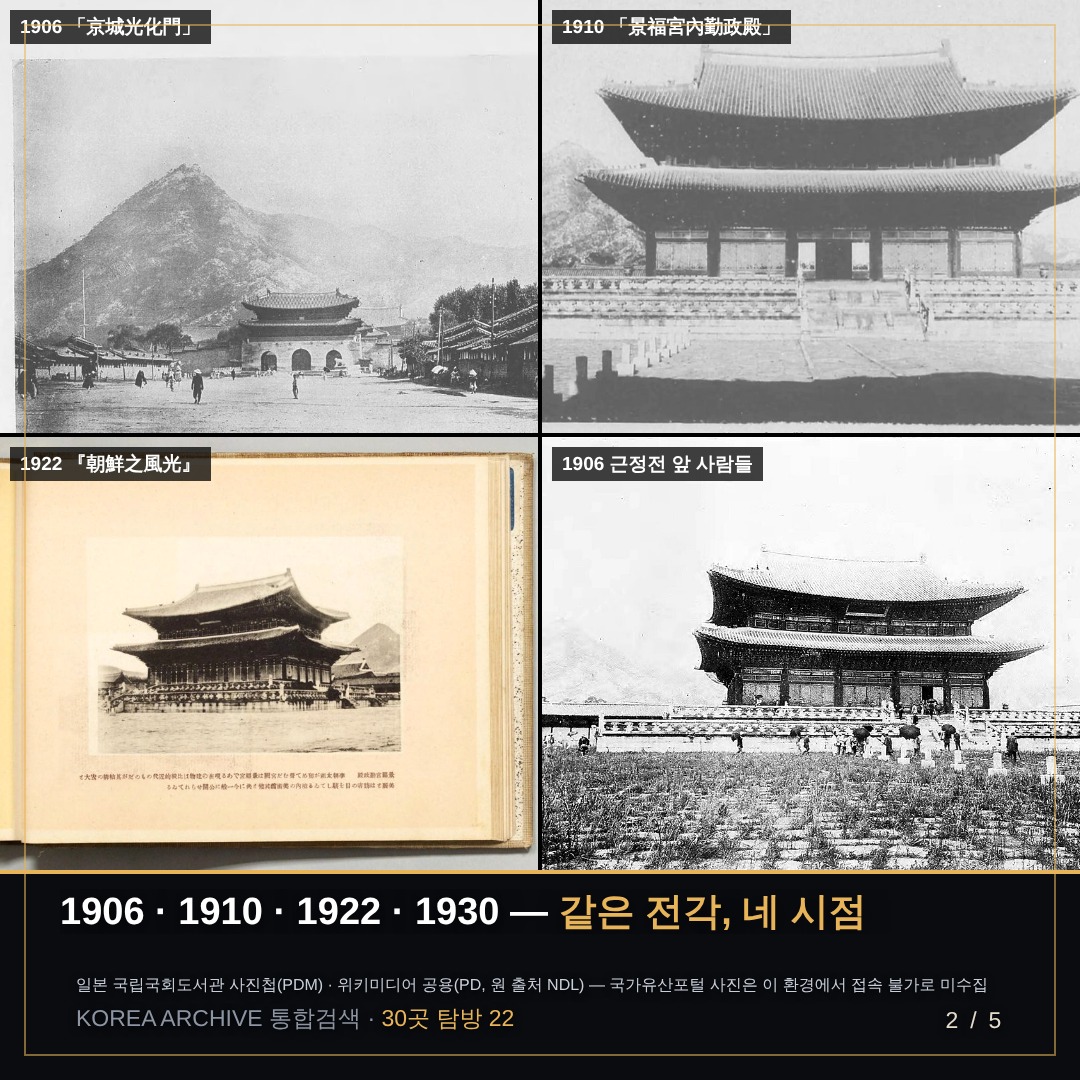 1906 「京城光化門」
1910 「景福宮內勤政殿」
1922 『朝鮮之風光』
1906 근정전 앞 사람들
1906 · 1910 · 1922 · 1930 — 같은 전각, 네 시점
일본 국립국회도서관 사진첩(PDM) · 위키미디어 공용(PD, 원 출처 NDL) — 국가유산포털 사진은 이 환경에서 접속 불가로 미수집
KOREA ARCHIVE 통합검색 · 30곳 탐방 22
2 / 5